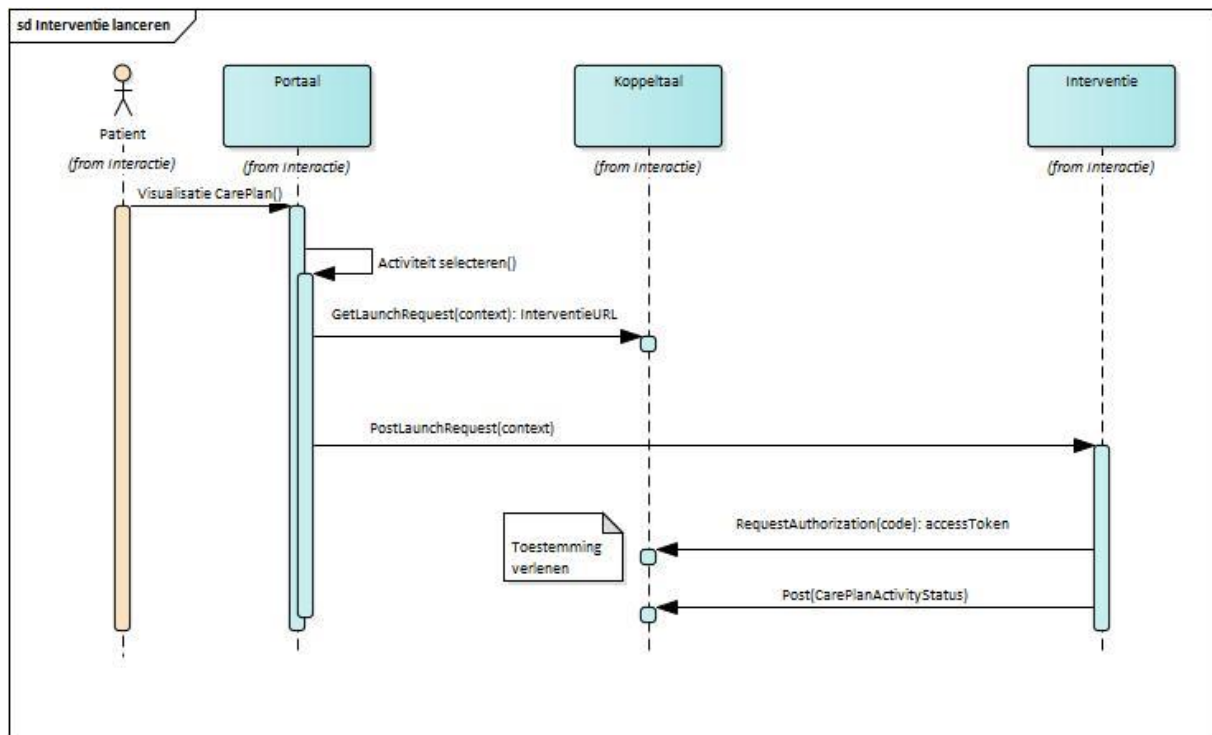 sd Interventie lanceren
Portaal
Koppeltaal
Interventie
Patient
(from Interactie)
(from Interactie)
(from Interactie)
(from Interactie)
Visualisatie CarePlan()
Activiteit selecteren()
GetLaunchRequest(context): InterventieURL
PostLaunchRequest(context)
RequestAuthorization(code): accessToken
Toestemming
verlenen
Post(CarePlanActivityStatus)